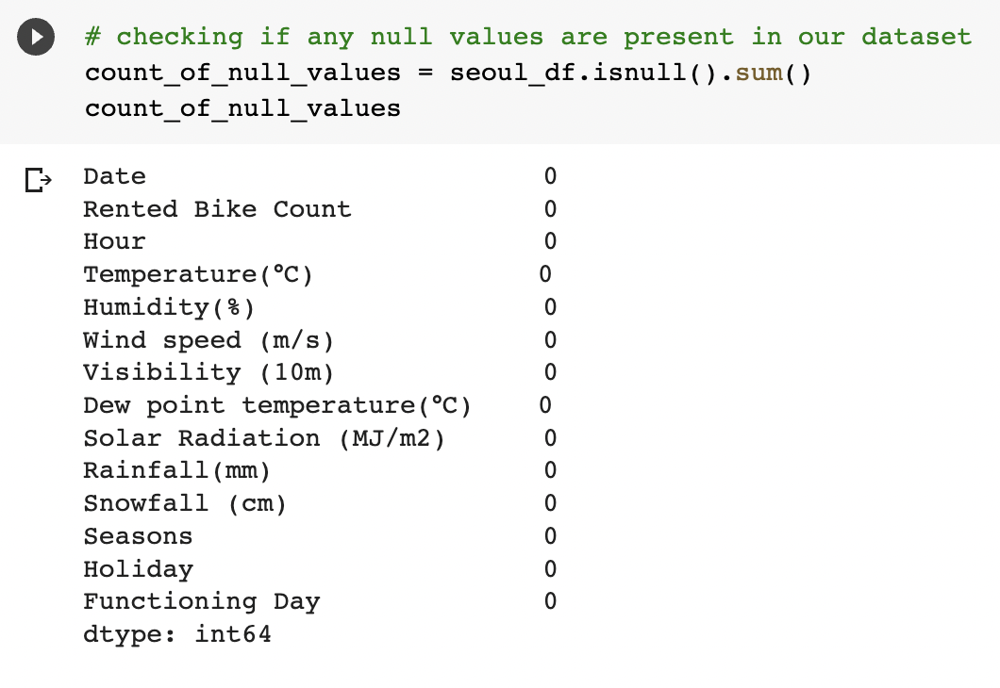 # checking if any null values are present in our dataset
count_of_null_values = seoul_df.isnull().sum()
count_of_null_values
Date 0
Rented Bike Count 0
Hour 0
Temperature(°C) 0
Humidity(%) 0
Wind speed (m/s) 0
Visibility (10m) 0
Dew point temperature(°C) 0
Solar Radiation (MJ/m2) 0
Rainfall(mm) 0
Snowfall (cm) 0
Seasons 0
Holiday 0
Functioning Day 0
dtype: int64